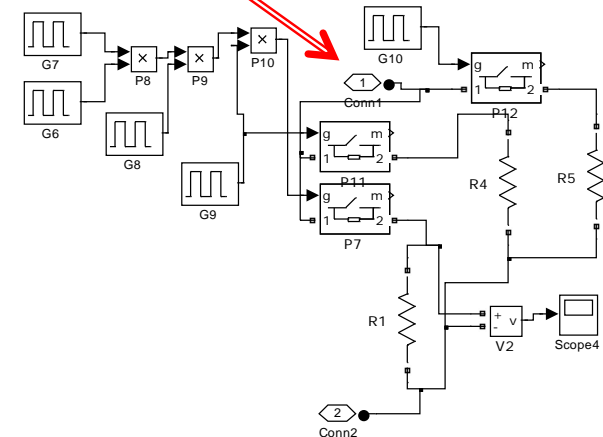 G7
G6
P8
P9
P10
G8
G9
G10
1
Conn1
g
m
1
2
P12
g
m
1
2
P11
g
m
1
2
P7
R4
R5
R1
+
-
v
V2
Scope4
2
Conn2